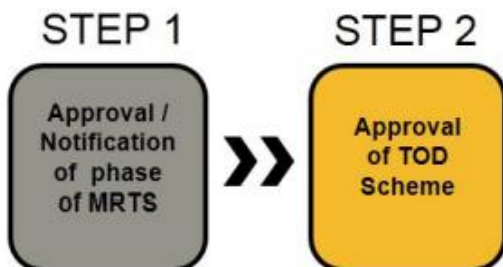 STEP 1
Approval /
Notification
of phase
of MRTS
STEP 2
Approval
of TOD
Scheme